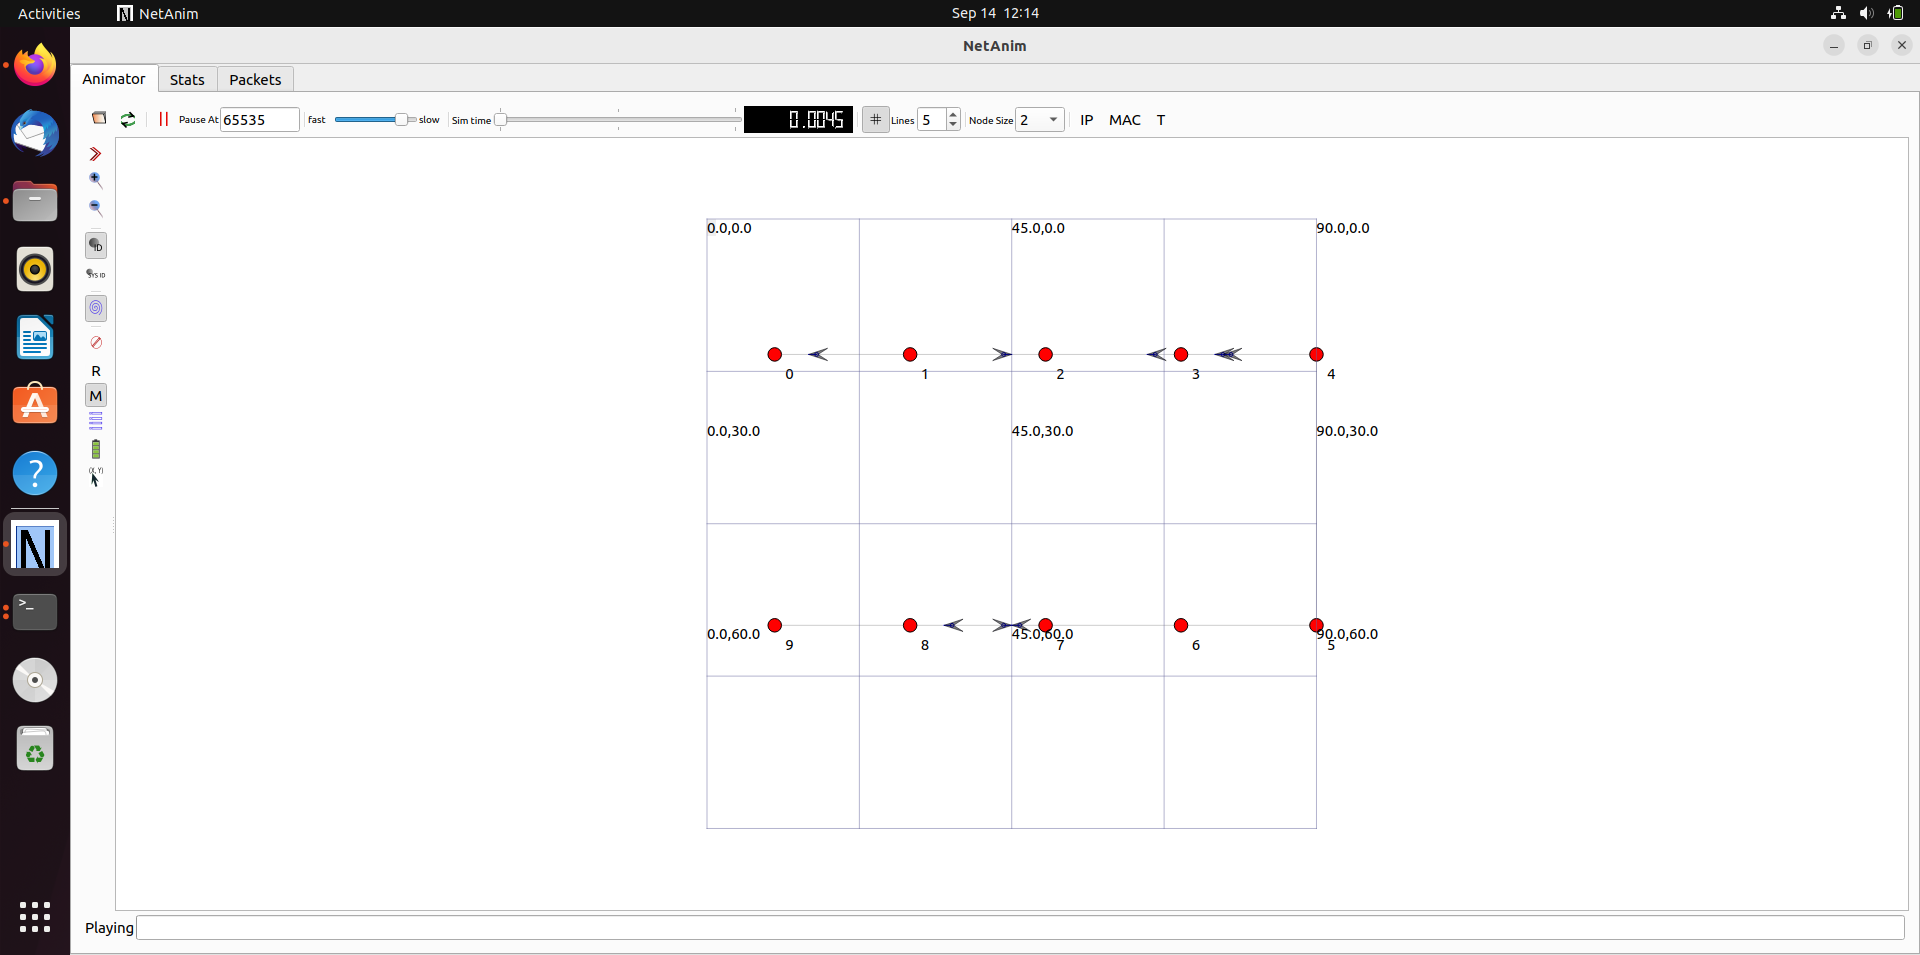 Activities NetAnim Sep 14 12:14
NetAnim
Animator Stats Packets
Pause At 65535 fast slow Sim time 0.0045 # Lines 5 Node Size 2 IP MAC T
ID
SYS ID
R
M
(X, Y)
0.0,0.0 45.0,0.0 90.0,0.0
0 1 2 3 4
0.0,30.0 45.0,30.0 90.0,30.0
0.0,60.0 45.0,60.0 90.0,60.0
9 8 7 6 5
Playing